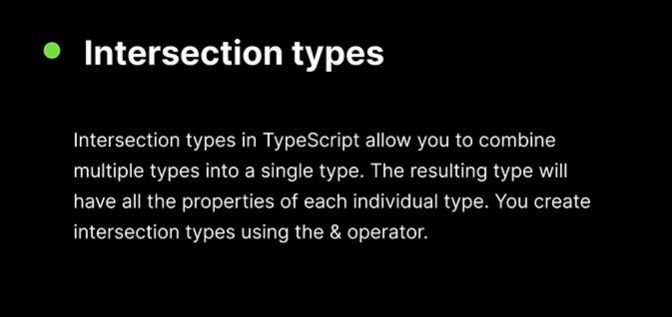 Intersection types
Intersection types in TypeScript allow you to combine
multiple types into a single type. The resulting type will
have all the properties of each individual type. You create
intersection types using the & operator.